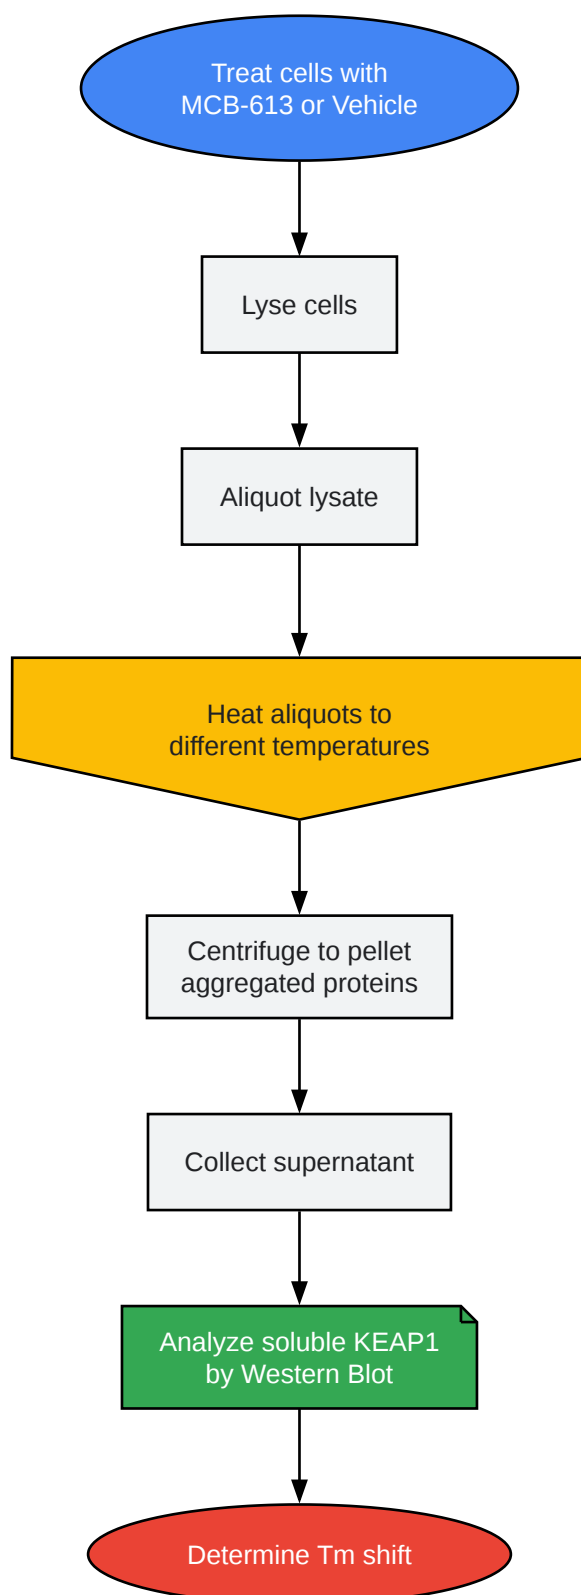 Treat cells with
MCB-613 or Vehicle
Lyse cells
Aliquot lysate
Heat aliquots to
different temperatures
Centrifuge to pellet
aggregated proteins
Collect supernatant
Analyze soluble KEAP1
by Western Blot
Determine Tm shift